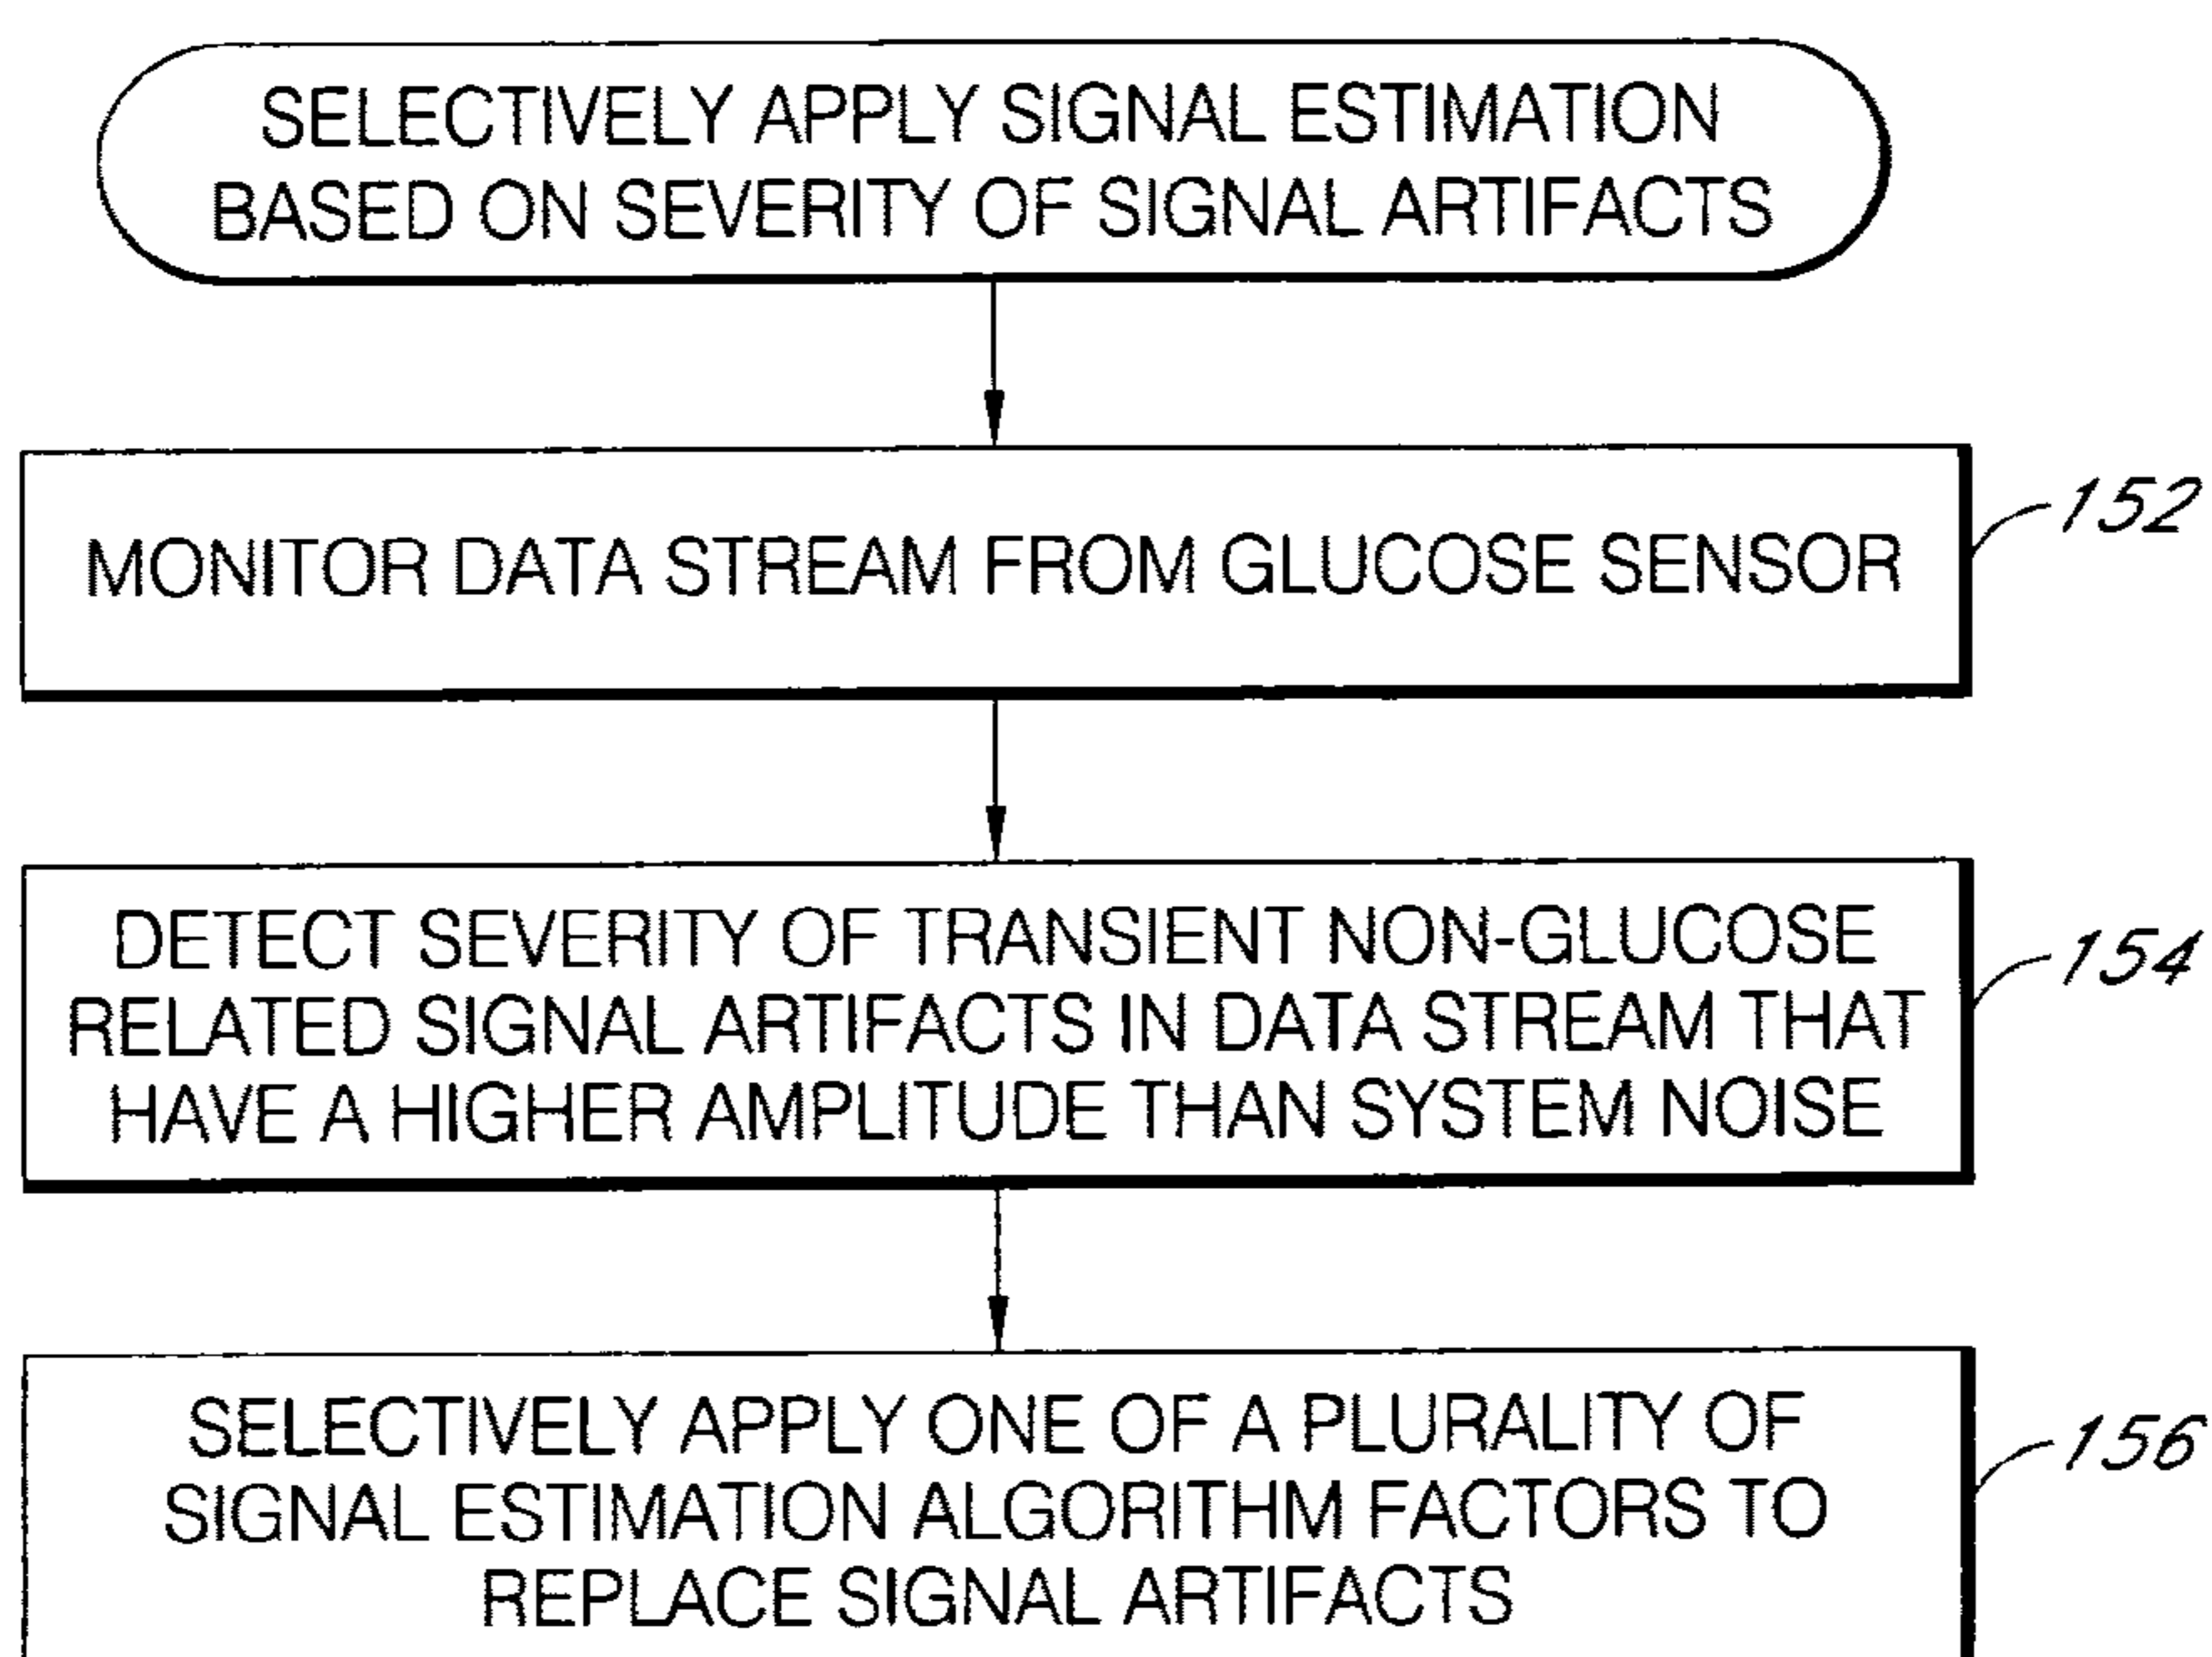 SELECTIVELY APPLY SIGNAL ESTIMATION
BASED ON SEVERITY OF SIGNAL ARTIFACTS
MONITOR DATA STREAM FROM GLUCOSE SENSOR
152
DETECT SEVERITY OF TRANSIENT NON-GLUCOSE
RELATED SIGNAL ARTIFACTS IN DATA STREAM THAT
HAVE A HIGHER AMPLITUDE THAN SYSTEM NOISE
154
SELECTIVELY APPLY ONE OF A PLURALITY OF
SIGNAL ESTIMATION ALGORITHM FACTORS TO
REPLACE SIGNAL ARTIFACTS
156